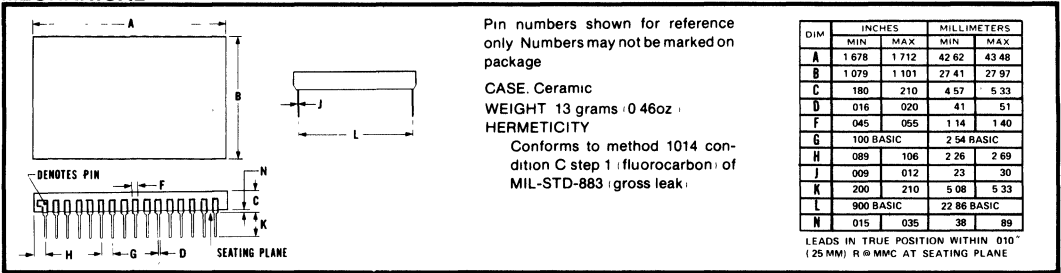 A
B
J
L
DENOTES PIN
F
N
C
K
H
G
D
SEATING PLANE
Pin numbers shown for reference
only Numbers may not be marked on
package
CASE. Ceramic
WEIGHT 13 grams (0 46oz )
HERMETICITY
Conforms to method 1014 con-
dition C step 1 (fluorocarbon) of
MIL-STD-883 (gross leak)
DIM INCHES MILLIMETERS
MIN MAX MIN MAX
A 1 678 1 712 42 62 43 48
B 1 079 1 101 27 41 27 97
C 180 210 4 57 5 33
D 016 020 41 51
F 045 055 1 14 1 40
G 100 BASIC 2 54 BASIC
H 089 106 2 26 2 69
J 009 012 23 30
K 200 210 5 08 5 33
L 900 BASIC 22 86 BASIC
N 015 035 38 89
LEADS IN TRUE POSITION WITHIN 010"
( 25 MM) R @ MMC AT SEATING PLANE